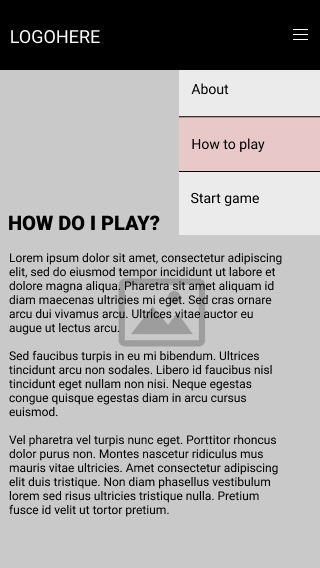 LOGOHERE
About
How to play
Start game
HOW DO I PLAY?
Lorem ipsum dolor sit amet, consectetur adipiscing
elit, sed do eiusmod tempor incididunt ut labore et
dolore magna aliqua. Pharetra sit amet aliquam id
diam maecenas ultricies mi eget. Sed cras ornare
arcu dui vivamus arcu. Ultrices vitae auctor eu
augue ut lectus arcu.
Sed faucibus turpis in eu mi bibendum. Ultrices
tincidunt arcu non sodales. Libero id faucibus nisl
tincidunt eget nullam non nisi. Neque egestas
congue quisque egestas diam in arcu cursus
euismod.
Vel pharetra vel turpis nunc eget. Porttitor rhoncus
dolor purus non. Montes nascetur ridiculus mus
mauris vitae ultricies. Amet consectetur adipiscing
elit duis tristique. Non diam phasellus vestibulum
lorem sed risus ultricies tristique nulla. Pretium
fusce id velit ut tortor pretium.